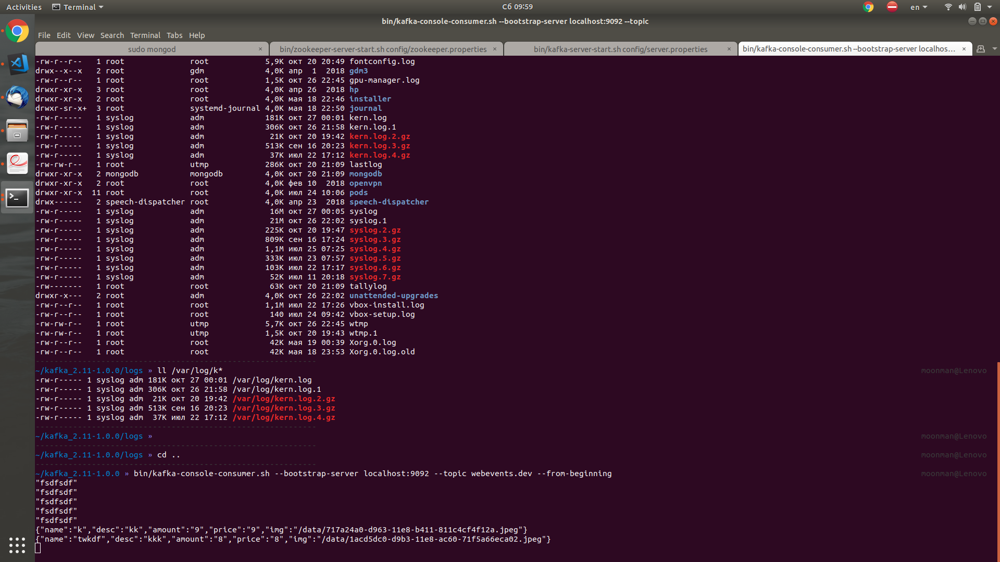 Activities Terminal Сб 09:59 en
bin/kafka-console-consumer.sh --bootstrap-server localhost:9092 --topic
File Edit View Search Terminal Tabs Help
sudo mongod × bin/zookeeper-server-start.sh config/zookeeper.properties × bin/kafka-server-start.sh config/server.properties × bin/kafka-console-consumer.sh --bootstrap-server localhos... ×
-rw-r--r--   1 root              root            5,9K окт 20 20:49 fontconfig.log
drwx--x--x   2 root              gdm             4,0K апр  1  2018 gdm3
-rw-r--r--   1 root              root            1,5K окт 26 22:45 gpu-manager.log
drwxr-xr-x   3 root              root            4,0K апр 26  2018 hp
drwxr-xr-x   2 root              root            4,0K мая 18 22:46 installer
drwxr-sr-x+  3 root              systemd-journal 4,0K мая 18 22:50 journal
-rw-r-----   1 syslog            adm             181K окт 27 00:01 kern.log
-rw-r-----   1 syslog            adm             306K окт 26 21:58 kern.log.1
-rw-r-----   1 syslog            adm              21K окт 20 19:42 kern.log.2.gz
-rw-r-----   1 syslog            adm             513K сен 16 20:23 kern.log.3.gz
-rw-r-----   1 syslog            adm              37K июл 22 17:12 kern.log.4.gz
-rw-rw-r--   1 root              utmp            286K окт 20 21:09 lastlog
drwxr-xr-x   2 mongodb           mongodb         4,0K окт 20 21:09 mongodb
drwxr-xr-x   2 root              root            4,0K фев 10  2018 openvpn
drwxr-xr-x  11 root              root            4,0K июл 24 10:06 pods
drwx------   2 speech-dispatcher root            4,0K апр 23  2018 speech-dispatcher
-rw-r-----   1 syslog            adm              16M окт 27 00:05 syslog
-rw-r-----   1 syslog            adm              21M окт 26 22:02 syslog.1
-rw-r-----   1 syslog            adm             225K окт 20 19:47 syslog.2.gz
-rw-r-----   1 syslog            adm             809K сен 16 17:24 syslog.3.gz
-rw-r-----   1 syslog            adm             1,1M июл 25 07:25 syslog.4.gz
-rw-r-----   1 syslog            adm             333K июл 23 07:57 syslog.5.gz
-rw-r-----   1 syslog            adm             103K июл 22 17:17 syslog.6.gz
-rw-r-----   1 syslog            adm              52K июл 11 20:18 syslog.7.gz
-rw-------   1 root              root             63K окт 20 21:09 tallylog
drwxr-x---   2 root              adm             4,0K окт 26 22:02 unattended-upgrades
-rw-r--r--   1 root              root            1,1M июл 22 17:26 vbox-install.log
-rw-r--r--   1 root              root             140 июл 24 09:42 vbox-setup.log
-rw-rw-r--   1 root              utmp            5,7K окт 26 22:45 wtmp
-rw-rw-r--   1 root              utmp            1,5K окт 20 19:43 wtmp.1
-rw-r--r--   1 root              root             42K мая 19 00:39 Xorg.0.log
-rw-r--r--   1 root              root             42K мая 18 23:53 Xorg.0.log.old
------------------------------------------------------------
~/kafka_2.11-1.0.0/logs » ll /var/log/k* moonman@Lenovo
-rw-r----- 1 syslog adm 181K окт 27 00:01 /var/log/kern.log
-rw-r----- 1 syslog adm 306K окт 26 21:58 /var/log/kern.log.1
-rw-r----- 1 syslog adm  21K окт 20 19:42 /var/log/kern.log.2.gz
-rw-r----- 1 syslog adm 513K сен 16 20:23 /var/log/kern.log.3.gz
-rw-r----- 1 syslog adm  37K июл 22 17:12 /var/log/kern.log.4.gz
------------------------------------------------------------
~/kafka_2.11-1.0.0/logs » moonman@Lenovo
------------------------------------------------------------
~/kafka_2.11-1.0.0/logs » cd .. moonman@Lenovo
------------------------------------------------------------
~/kafka_2.11-1.0.0 » bin/kafka-console-consumer.sh --bootstrap-server localhost:9092 --topic webevents.dev --from-beginning moonman@Lenovo
"fsdfsdf"
"fsdfsdf"
"fsdfsdf"
"fsdfsdf"
"fsdfsdf"
{"name":"k","desc":"kk","amount":"9","price":"9","img":"/data/717a24a0-d963-11e8-b411-811c4cf4f12a.jpeg"}
{"name":"twkdf","desc":"kkk","amount":"8","price":"8","img":"/data/1acd5dc0-d9b3-11e8-ac60-71f5a66eca02.jpeg"}